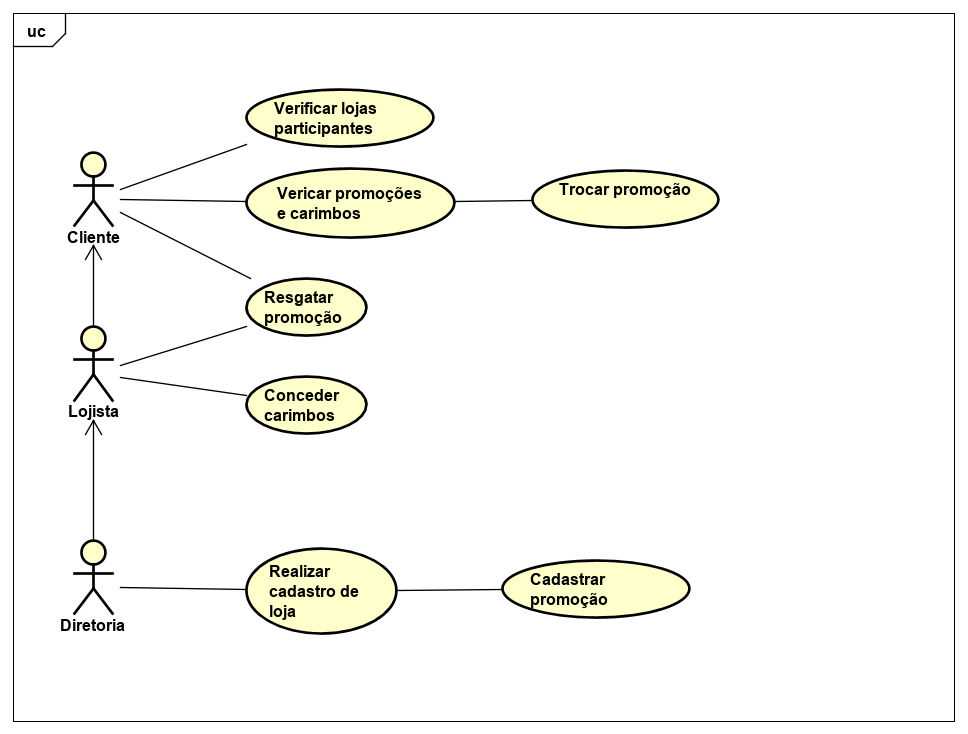 uc
Verificar lojas
participantes
Vericar promoções
e carimbos
Trocar promoção
Cliente
Resgatar
promoção
Lojista
Conceder
carimbos
Diretoria
Realizar
cadastro de
loja
Cadastrar
promoção